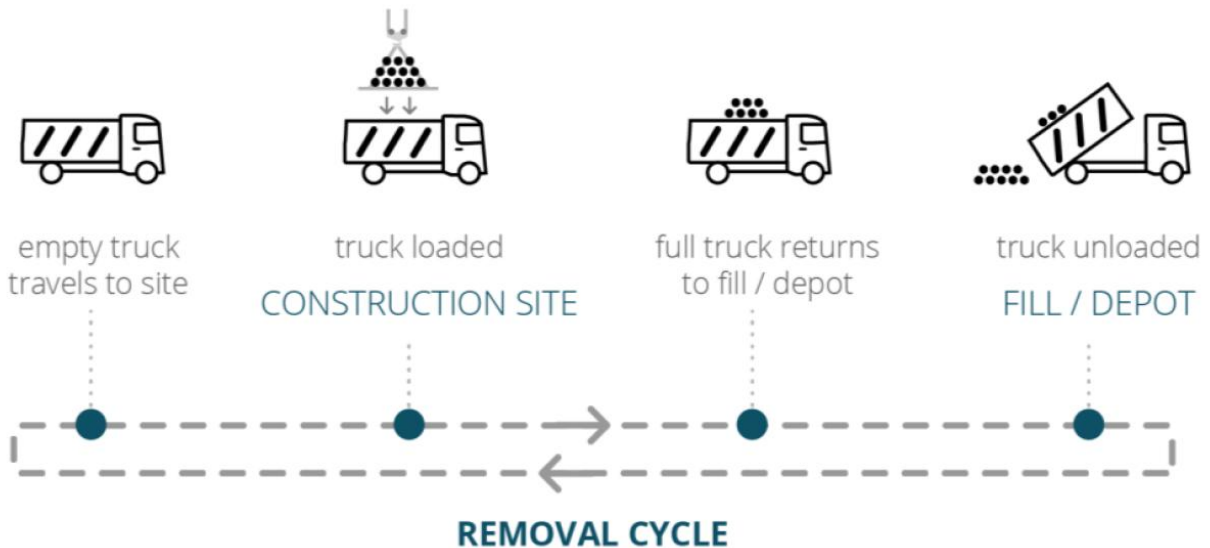 empty truck
travels to site
truck loaded
CONSTRUCTION SITE
full truck returns
to fill / depot
truck unloaded
FILL / DEPOT
REMOVAL CYCLE